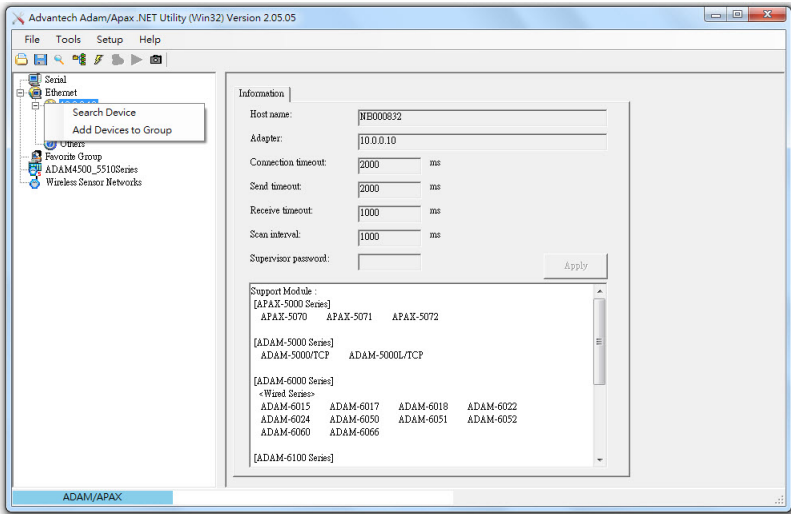 Advantech Adam/Apax .NET Utility (Win32) Version 2.05.05
File Tools Setup Help
Serial
Ethernet
Search Device
Add Devices to Group
Others
Favorite Group
ADAM4500_5510Series
Wireless Sensor Networks
Information
Host name: NB000832
Adapter: 10.0.0.10
Connection timeout: 2000 ms
Send timeout: 2000 ms
Receive timeout: 1000 ms
Scan interval: 1000 ms
Supervisor password:
Apply
Support Module :
[APAX-5000 Series]
APAX-5070 APAX-5071 APAX-5072
[ADAM-5000 Series]
ADAM-5000/TCP ADAM-5000L/TCP
[ADAM-6000 Series]
<Wired Series>
ADAM-6015 ADAM-6017 ADAM-6018 ADAM-6022
ADAM-6024 ADAM-6050 ADAM-6051 ADAM-6052
ADAM-6060 ADAM-6066
[ADAM-6100 Series]
ADAM/APAX